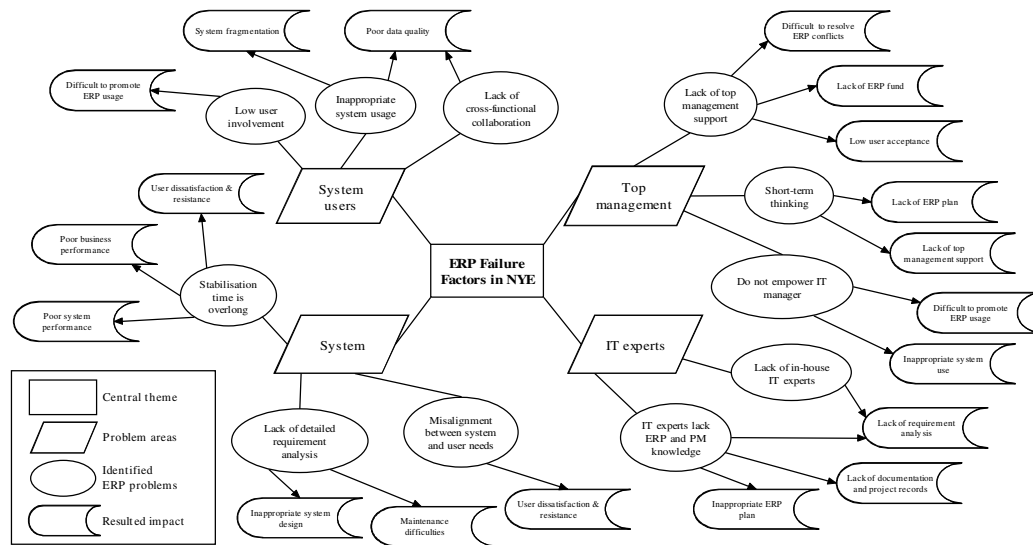 System fragmentation
Poor data quality
Difficult to resolve
ERP conflicts
Difficult to promote
ERP usage
Low user
involvement
Inappropriate
system usage
Lack of
cross-functional
collaboration
Lack of top
management
support
Lack of ERP fund
Low user acceptance
User dissatisfaction &
resistance
System
users
Top
management
Short-term
thinking
Lack of ERP plan
Poor business
performance
Lack of top
management support
Stabilisation
time is
overlong
ERP Failure
Factors in NYE
Do not empower IT
manager
Poor system
performance
Difficult to promote
ERP usage
System
IT experts
Inappropriate system
use
Lack of in-house
IT experts
Central theme
Problem areas
Identified
ERP problems
Resulted impact
Lack of detailed
requirement
analysis
Misalignment
between system
and user needs
IT experts lack
ERP and PM
knowledge
Lack of requirement
analysis
Lack of documentation
and project records
Inappropriate system
design
Maintenance
difficulties
User dissatisfaction &
resistance
Inappropriate ERP
plan